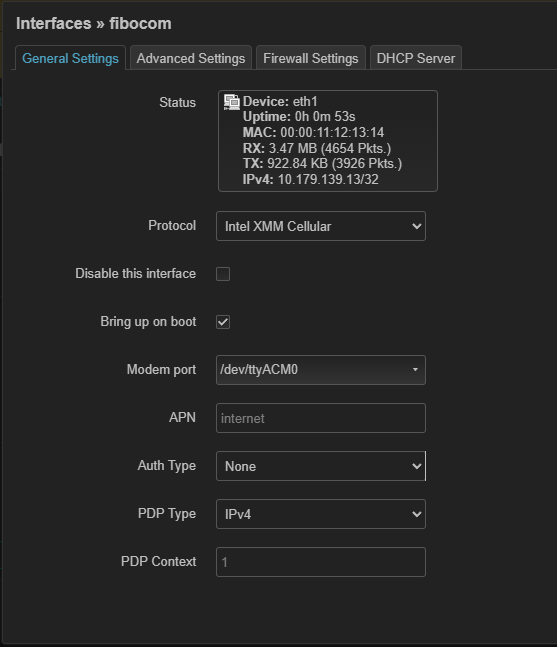 Interfaces » fibocom
General Settings
Advanced Settings
Firewall Settings
DHCP Server
Status
Device: eth1
Uptime: 0h 0m 53s
MAC: 00:00:11:12:13:14
RX: 3.47 MB (4654 Pkts.)
TX: 922.84 KB (3926 Pkts.)
IPv4: 10.179.139.13/32
Protocol
Intel XMM Cellular
Disable this interface
Bring up on boot
Modem port
/dev/ttyACM0
APN
internet
Auth Type
None
PDP Type
IPv4
PDP Context
1